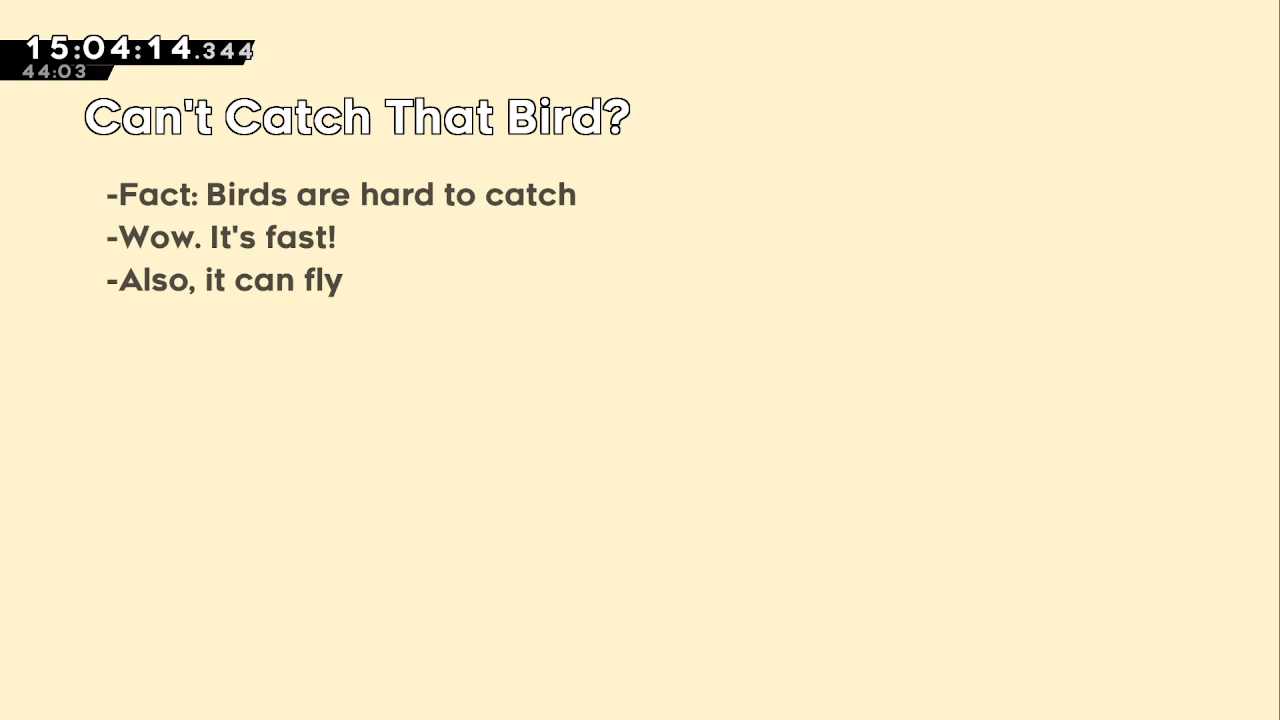 15:04:14.344
44:03
Can't Catch That Bird?
-Fact: Birds are hard to catch
-Wow. It's fast!
-Also, it can fly